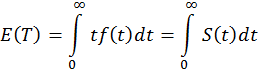 E(T) = ∫₀^∞ tf(t)dt = ∫₀^∞ S(t)dt